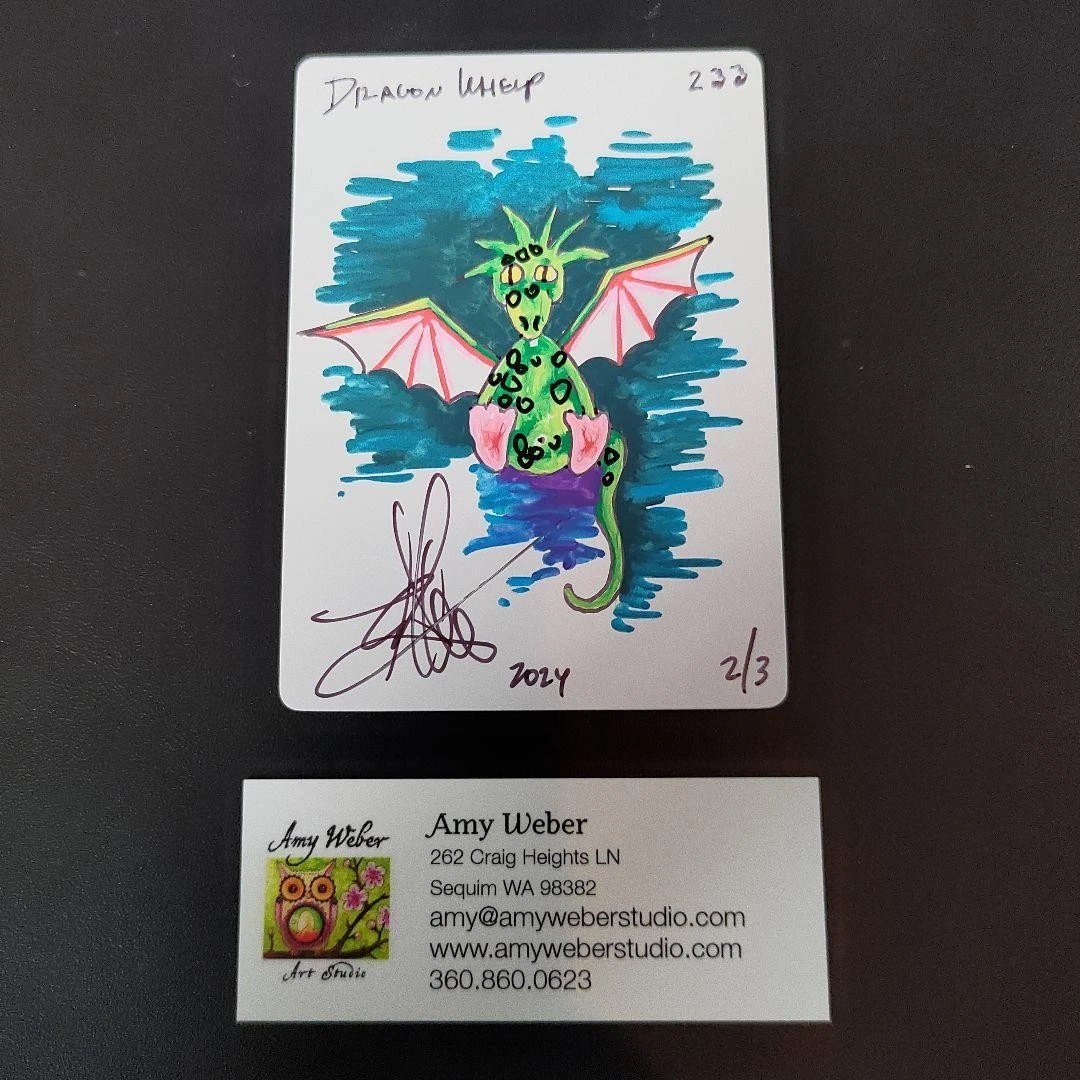 DRAGON WHELP 233
2024 2/3
Amy Weber
Art Studio
Amy Weber
262 Craig Heights LN
Sequim WA 98382
amy@amyweberstudio.com
www.amyweberstudio.com
360.860.0623